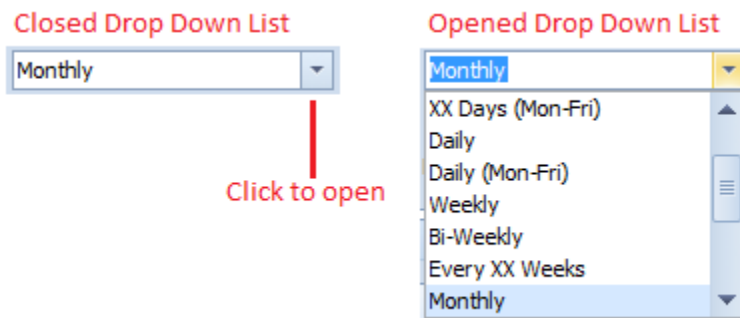 Closed Drop Down List
Monthly
Click to open
Opened Drop Down List
Monthly
XX Days (Mon-Fri)
Daily
Daily (Mon-Fri)
Weekly
Bi-Weekly
Every XX Weeks
Monthly